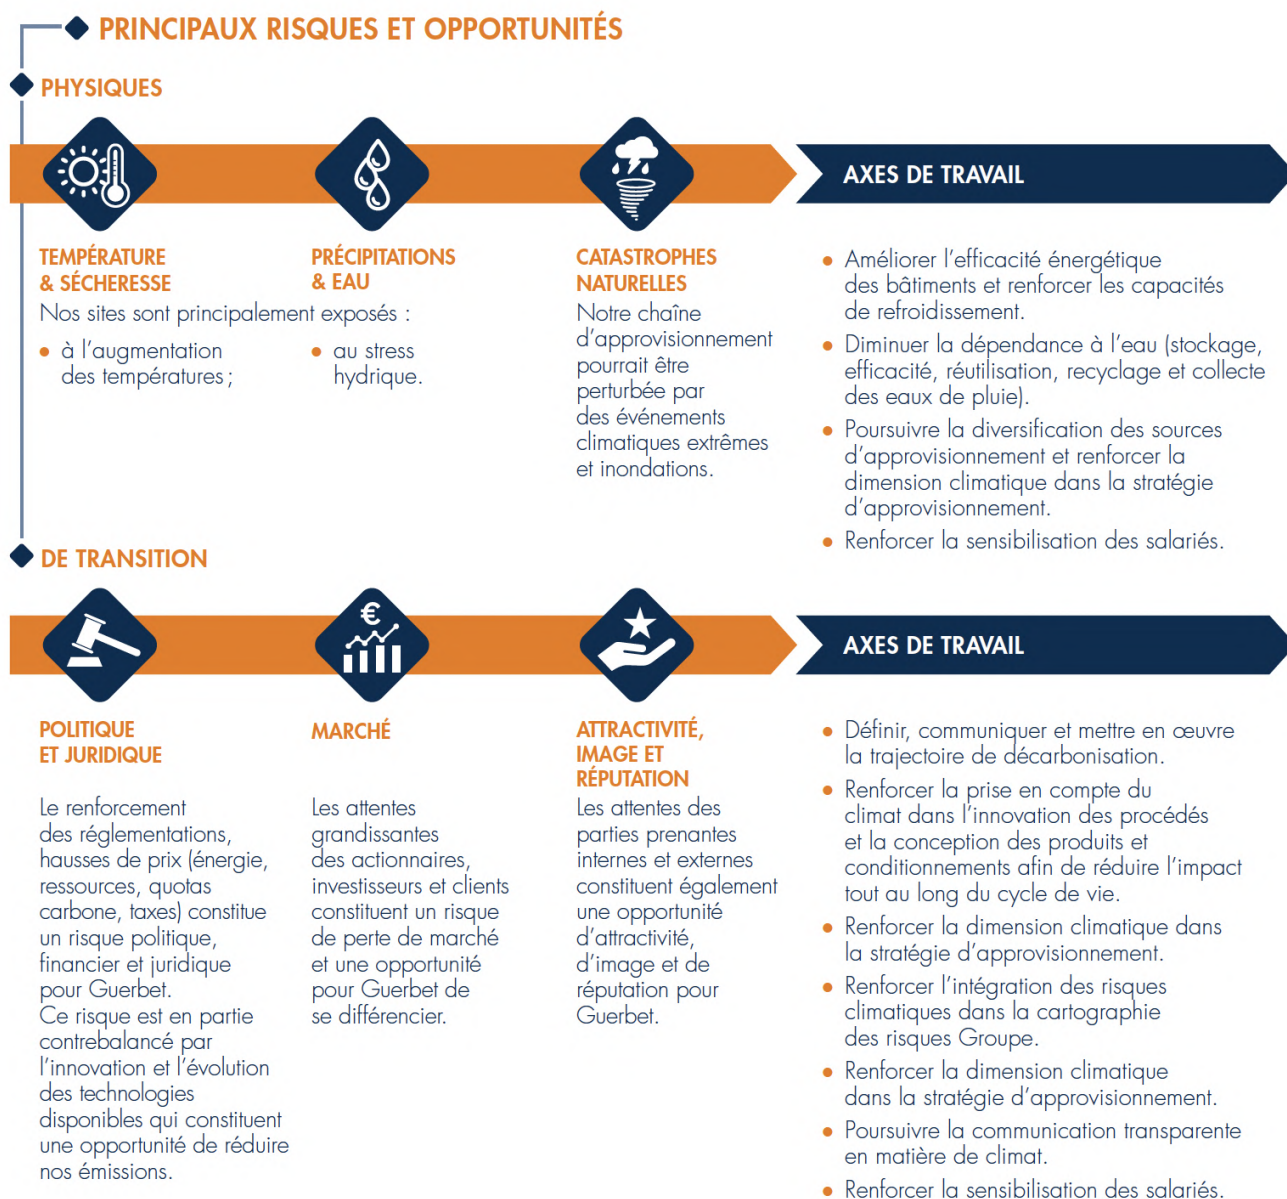 PRINCIPAUX RISQUES ET OPPORTUNITÉS
PHYSIQUES
AXES DE TRAVAIL
TEMPÉRATURE
& SÉCHERESSE
PRÉCIPITATIONS
& EAU
Nos sites sont principalement exposés :
• à l'augmentation
des températures ;
• au stress
hydrique.
CATASTROPHES
NATURELLES
Notre chaîne
d'approvisionnement
pourrait être
perturbée par
des événements
climatiques extrêmes
et inondations.
• Améliorer l'efficacité énergétique
des bâtiments et renforcer les capacités
de refroidissement.
• Diminuer la dépendance à l'eau (stockage,
efficacité, réutilisation, recyclage et collecte
des eaux de pluie).
• Poursuivre la diversification des sources
d'approvisionnement et renforcer la
dimension climatique dans la stratégie
d'approvisionnement.
• Renforcer la sensibilisation des salariés.
DE TRANSITION
€
AXES DE TRAVAIL
POLITIQUE
ET JURIDIQUE
Le renforcement
des réglementations,
hausses de prix (énergie,
ressources, quotas
carbone, taxes) constitue
un risque politique,
financier et juridique
pour Guerbet.
Ce risque est en partie
contrebalancé par
l'innovation et l'évolution
des technologies
disponibles qui constituent
une opportunité de réduire
nos émissions.
MARCHÉ
Les attentes
grandissantes
des actionnaires,
investisseurs et clients
constituent un risque
de perte de marché
et une opportunité
pour Guerbet de
se différencier.
ATTRACTIVITÉ,
IMAGE ET
RÉPUTATION
Les attentes des
parties prenantes
internes et externes
constituent également
une opportunité
d'attractivité,
d'image et de
réputation pour
Guerbet.
• Définir, communiquer et mettre en œuvre
la trajectoire de décarbonisation.
• Renforcer la prise en compte du
climat dans l'innovation des procédés
et la conception des produits et
conditionnements afin de réduire l'impact
tout au long du cycle de vie.
• Renforcer la dimension climatique dans
la stratégie d'approvisionnement.
• Renforcer l'intégration des risques
climatiques dans la cartographie
des risques Groupe.
• Renforcer la dimension climatique
dans la stratégie d'approvisionnement.
• Poursuivre la communication transparente
en matière de climat.
• Renforcer la sensibilisation des salariés.